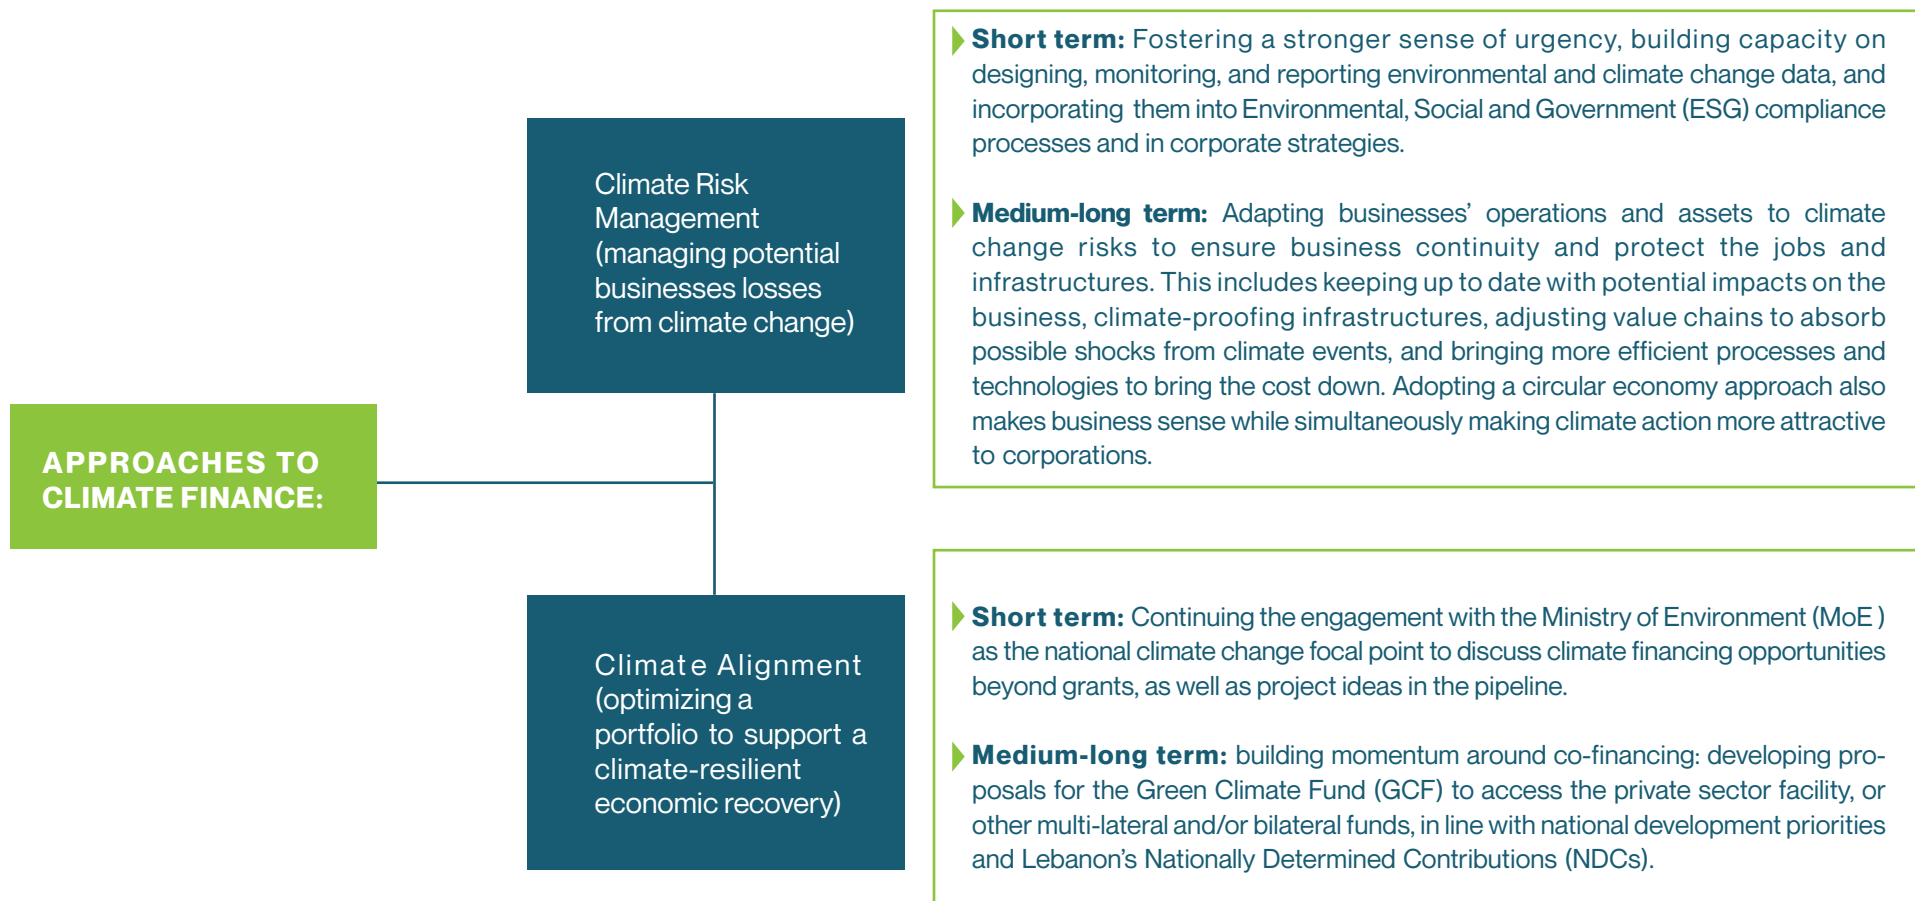 APPROACHES TO
CLIMATE FINANCE:
Climate Risk
Management
(managing potential
businesses losses
from climate change)
Short term: Fostering a stronger sense of urgency, building capacity on
designing, monitoring, and reporting environmental and climate change data, and
incorporating them into Environmental, Social and Government (ESG) compliance
processes and in corporate strategies.
Medium-long term: Adapting businesses’ operations and assets to climate
change risks to ensure business continuity and protect the jobs and
infrastructures. This includes keeping up to date with potential impacts on the
business, climate-proofing infrastructures, adjusting value chains to absorb
possible shocks from climate events, and bringing more efficient processes and
technologies to bring the cost down. Adopting a circular economy approach also
makes business sense while simultaneously making climate action more attractive
to corporations.
Climate Alignment
(optimizing a
portfolio to support a
climate-resilient
economic recovery)
Short term: Continuing the engagement with the Ministry of Environment (MoE )
as the national climate change focal point to discuss climate financing opportunities
beyond grants, as well as project ideas in the pipeline.
Medium-long term: building momentum around co-financing: developing pro-
posals for the Green Climate Fund (GCF) to access the private sector facility, or
other multi-lateral and/or bilateral funds, in line with national development priorities
and Lebanon’s Nationally Determined Contributions (NDCs).